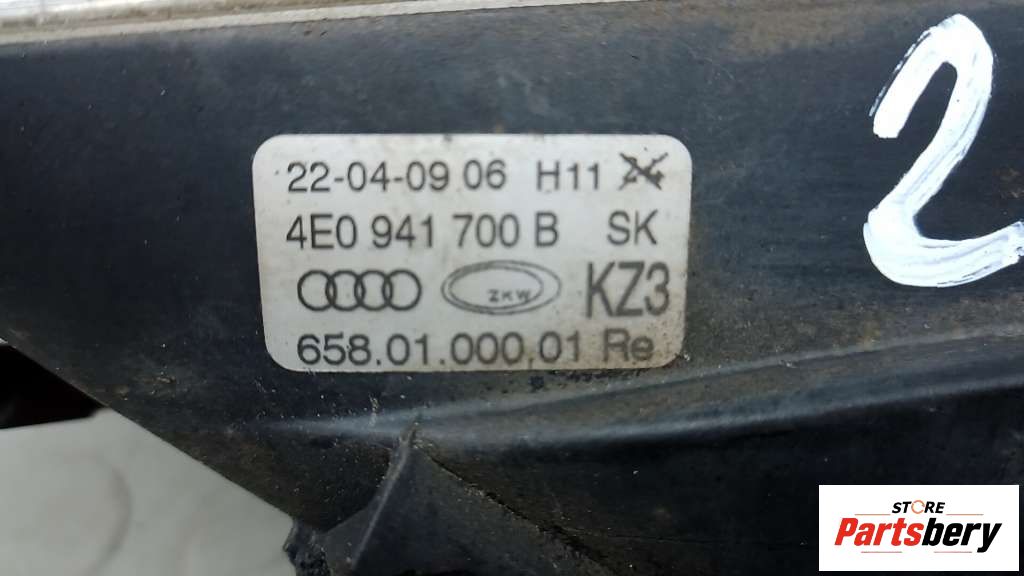 22-04-09 06 H11
4E0 941 700 B SK
ZKW KZ3
658.01.000.01 Re
2
STORE
Partsbery